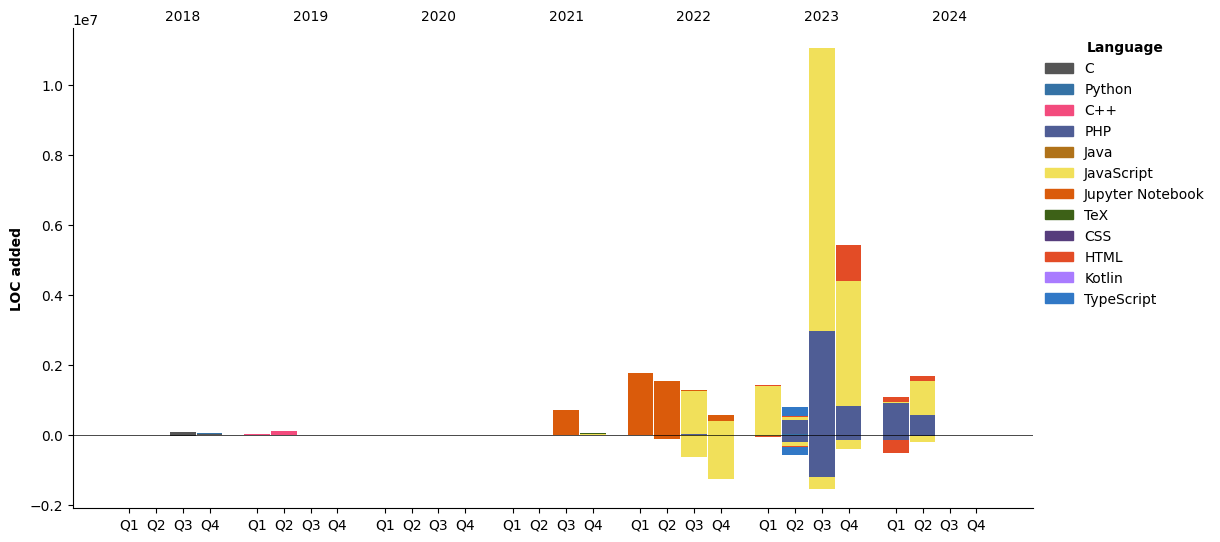 1e7
2018 2019 2020 2021 2022 2023 2024
LOC added
1.0
0.8
0.6
0.4
0.2
0.0
−0.2
Q1 Q2 Q3 Q4 Q1 Q2 Q3 Q4 Q1 Q2 Q3 Q4 Q1 Q2 Q3 Q4 Q1 Q2 Q3 Q4 Q1 Q2 Q3 Q4 Q1 Q2 Q3 Q4
Language
C
Python
C++
PHP
Java
JavaScript
Jupyter Notebook
TeX
CSS
HTML
Kotlin
TypeScript